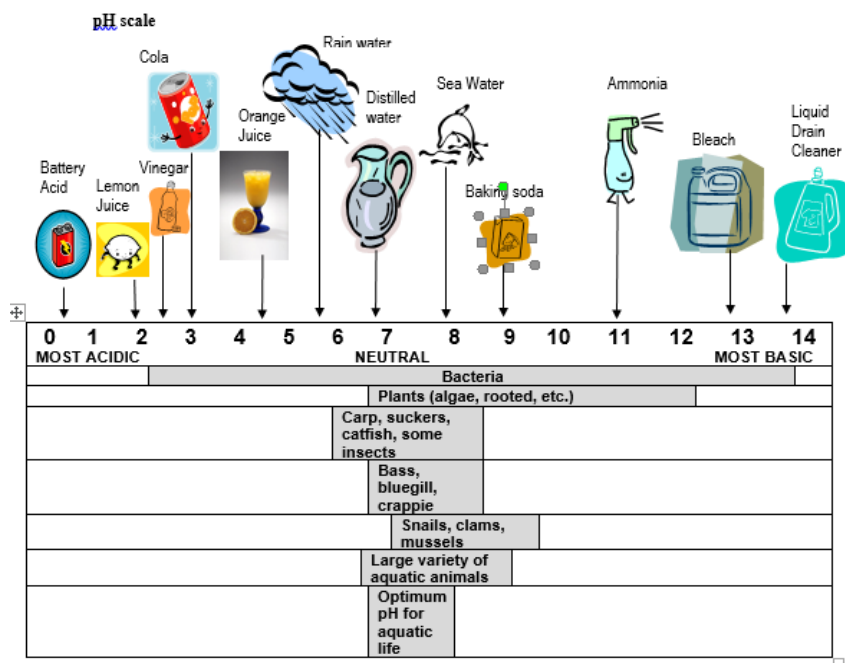 pH scale
Cola
Rain water
Orange
Juice
Distilled
water
Sea Water
Ammonia
Bleach
Liquid
Drain
Cleaner
Battery
Acid
Lemon
Juice
Vinegar
Baking soda
0 1 2 3 4 5 6 7 8 9 10 11 12 13 14
MOST ACIDIC NEUTRAL MOST BASIC
Bacteria
Plants (algae, rooted, etc.)
Carp, suckers,
catfish, some
insects
Bass,
bluegill,
crappie
Snails, clams,
mussels
Large variety of
aquatic animals
Optimum
pH for
aquatic
life